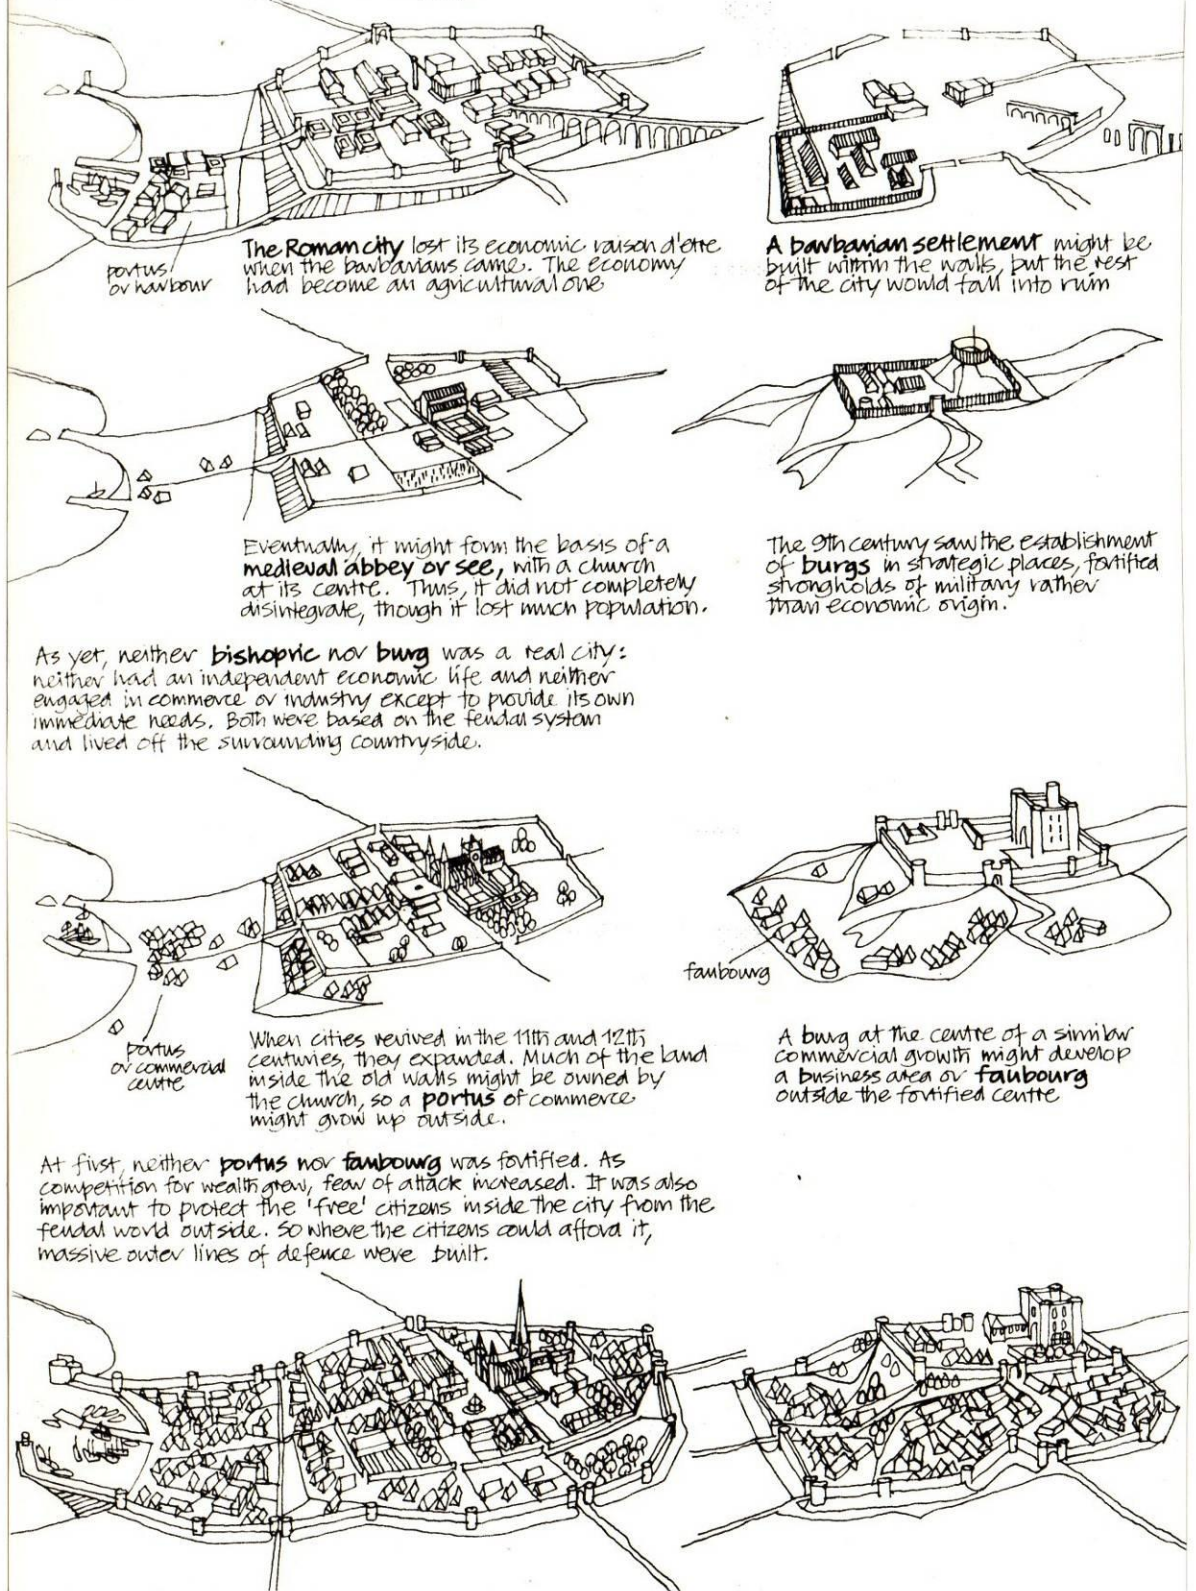 The Roman city lost its economic raison d'etre
when the barbarians came. The economy
had become an agricultural one
portus
or harbour
A barbarian settlement might be
built within the walls, but the rest
of the city would fall into ruin
Eventually, it might form the basis of a
medieval abbey or see, with a church
at its centre. Thus, it did not completely
disintegrate, though it lost much population.
The 9th century saw the establishment
of burgs in strategic places, fortified
strongholds of military rather
than economic origin.
As yet, neither bishopric nor burg was a real city:
neither had an independent economic life and neither
engaged in commerce or industry except to provide its own
immediate needs. Both were based on the feudal system
and lived off the surrounding countryside.
portus
or commercial
centre
When cities revived in the 11th and 12th
centuries, they expanded. Much of the land
inside the old walls might be owned by
the church, so a portus of commerce
might grow up outside.
faubourg
A burg at the centre of a similar
commercial growth might develop
a business area or faubourg
outside the fortified centre
At first, neither portus nor faubourg was fortified. As
competition for wealth grew, fear of attack increased. It was also
important to protect the 'free' citizens inside the city from the
feudal world outside. So where the citizens could afford it,
massive outer lines of defence were built.